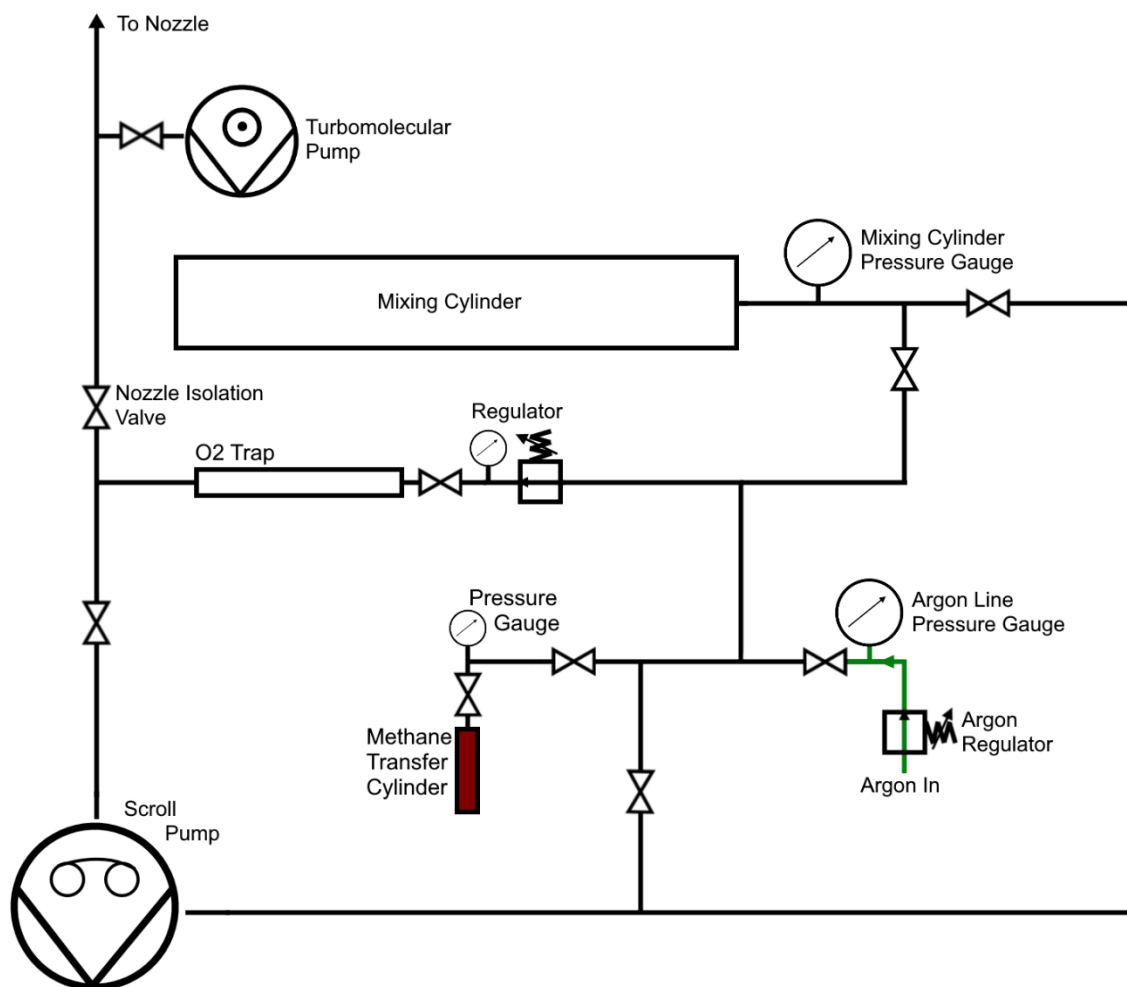 To Nozzle
Turbomolecular
Pump
Mixing Cylinder
Pressure Gauge
Mixing Cylinder
Nozzle Isolation
Valve
Regulator
O2 Trap
Pressure
Gauge
Argon Line
Pressure Gauge
Methane
Transfer
Cylinder
Argon
Regulator
Argon In
Scroll
Pump